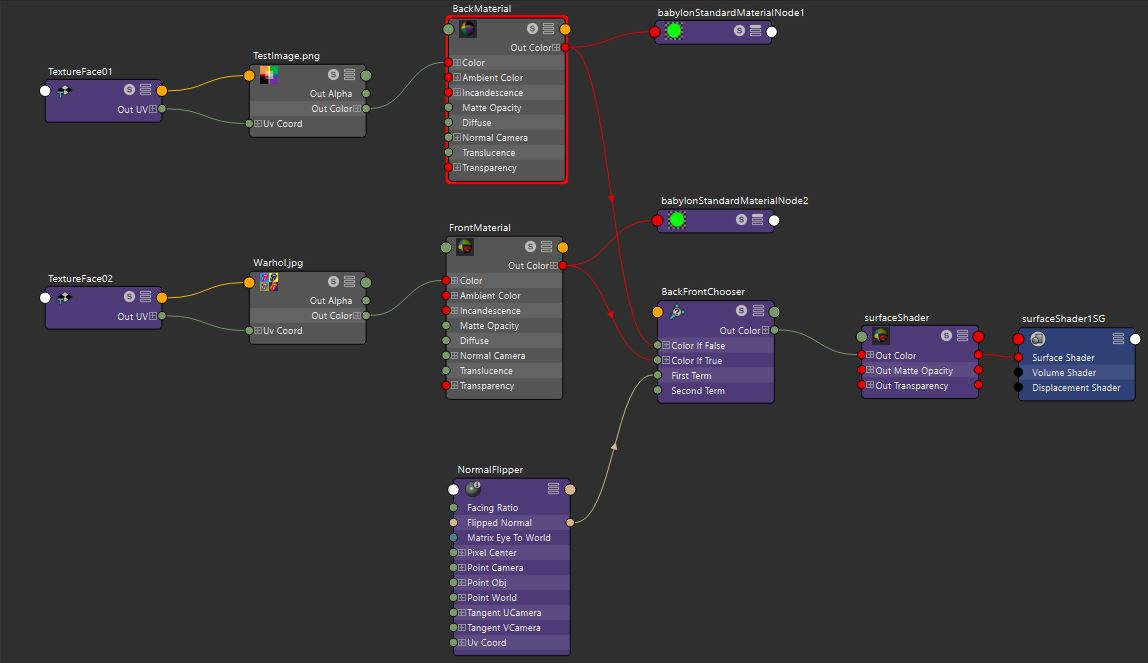 TextureFace01
Out UV
TestImage.png
Out Alpha
Out Color
Uv Coord
BackMaterial
Out Color
Color
Ambient Color
Incandescence
Matte Opacity
Diffuse
Normal Camera
Translucence
Transparency
babylonStandardMaterialNode1
babylonStandardMaterialNode2
TextureFace02
Out UV
Warhol.jpg
Out Alpha
Out Color
Uv Coord
FrontMaterial
Out Color
Color
Ambient Color
Incandescence
Matte Opacity
Diffuse
Normal Camera
Translucence
Transparency
BackFrontChooser
Out Color
Color If False
Color If True
First Term
Second Term
surfaceShader
Out Color
Out Matte Opacity
Out Transparency
surfaceShader1SG
Surface Shader
Volume Shader
Displacement Shader
NormalFlipper
Facing Ratio
Flipped Normal
Matrix Eye To World
Pixel Center
Point Camera
Point Obj
Point World
Tangent UCamera
Tangent VCamera
Uv Coord